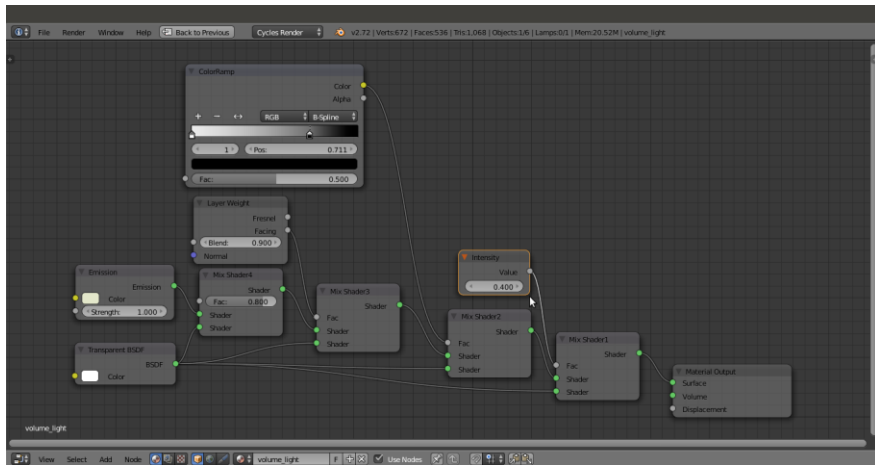 File Render Window Help Back to Previous Cycles Render v2.72 | Verts:672 | Faces:536 | Tris:1,068 | Objects:1/6 | Lamps:0/1 | Mem:20.52M | volume_light
ColorRamp
Color
Alpha
+ − ↔ RGB B-Spline
1 Pos: 0.711
Fac: 0.500
Layer Weight
Fresnel
Facing
Blend: 0.900
Normal
Emission
Emission
Color
Strength: 1.000
Mix Shader4
Shader
Fac: 0.800
Shader
Shader
Transparent BSDF
BSDF
Color
Mix Shader3
Shader
Fac
Shader
Shader
Intensity
Value
0.400
Mix Shader2
Shader
Fac
Shader
Shader
Mix Shader1
Shader
Fac
Shader
Shader
Material Output
Surface
Volume
Displacement
volume_light
View Select Add Node volume_light F Use Nodes